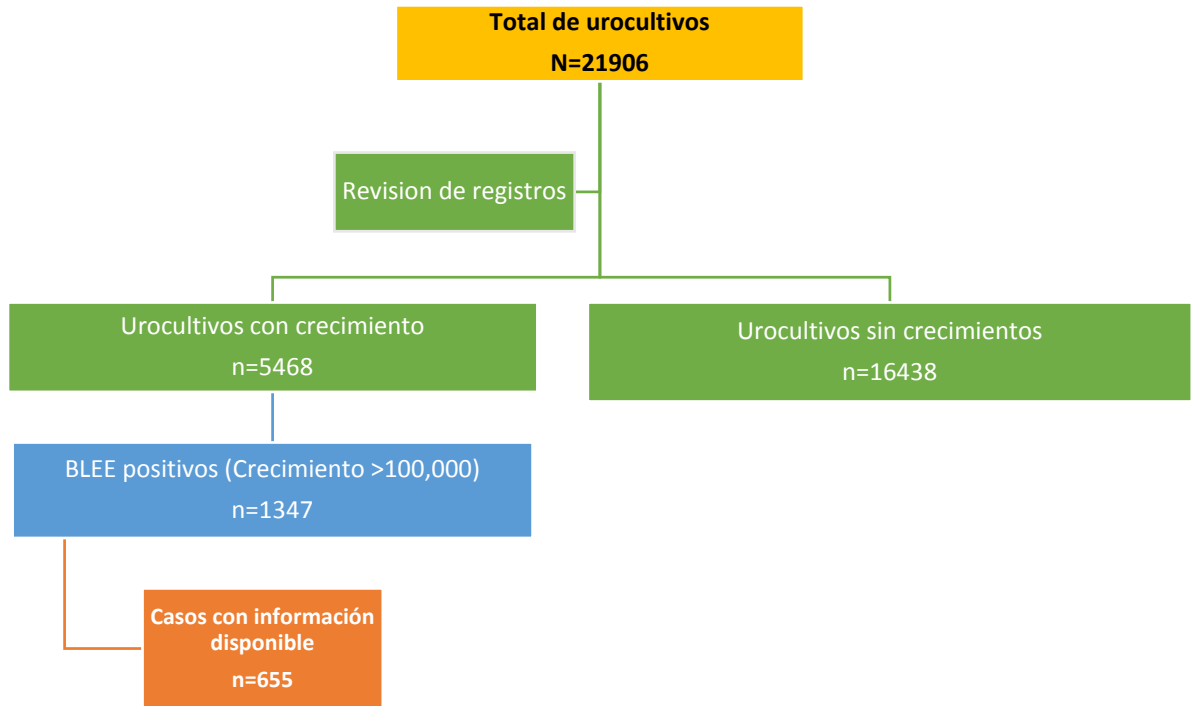 Total de urocultivos
N=21906
Revision de registros
Urocultivos con crecimiento
n=5468
Urocultivos sin crecimientos
n=16438
BLEE positivos (Crecimiento >100,000)
n=1347
Casos con información
disponible
n=655